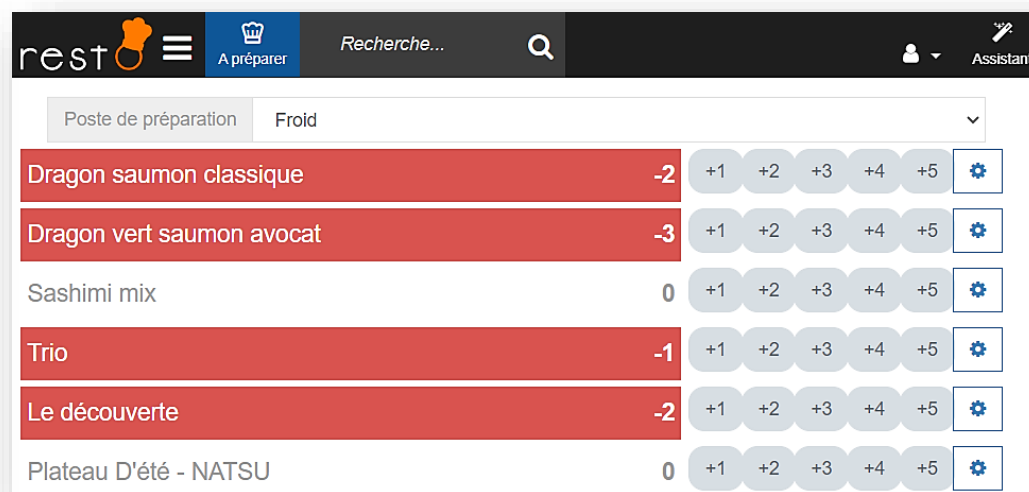 resto
A préparer
Recherche...
Assistant
Poste de préparation Froid
Dragon saumon classique -2 +1 +2 +3 +4 +5
Dragon vert saumon avocat -3 +1 +2 +3 +4 +5
Sashimi mix 0 +1 +2 +3 +4 +5
Trio -1 +1 +2 +3 +4 +5
Le découverte -2 +1 +2 +3 +4 +5
Plateau D'été - NATSU 0 +1 +2 +3 +4 +5